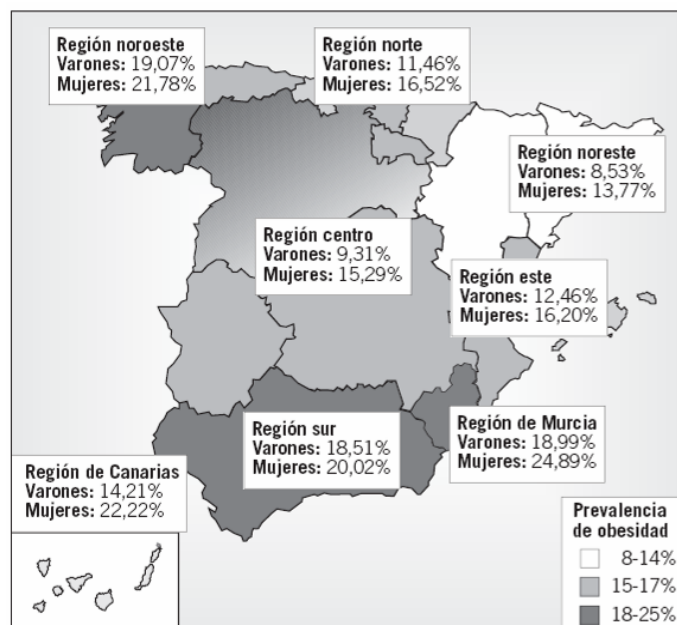 Región noroeste
Varones: 19,07%
Mujeres: 21,78%
Región norte
Varones: 11,46%
Mujeres: 16,52%
Región noreste
Varones: 8,53%
Mujeres: 13,77%
Región centro
Varones: 9,31%
Mujeres: 15,29%
Región este
Varones: 12,46%
Mujeres: 16,20%
Región sur
Varones: 18,51%
Mujeres: 20,02%
Región de Murcia
Varones: 18,99%
Mujeres: 24,89%
Región de Canarias
Varones: 14,21%
Mujeres: 22,22%
Prevalencia
de obesidad
8-14%
15-17%
18-25%